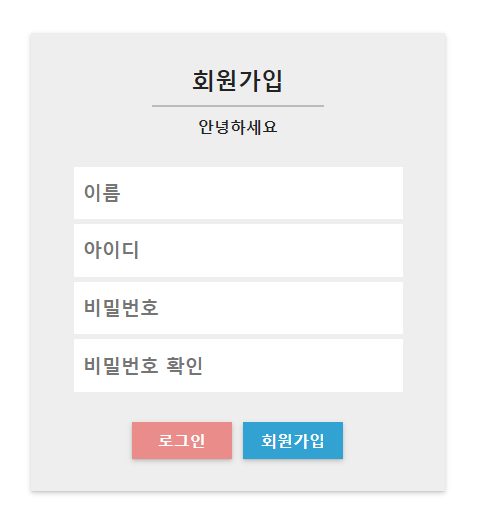 회원가입
안녕하세요
이름
아이디
비밀번호
비밀번호 확인
로그인 회원가입